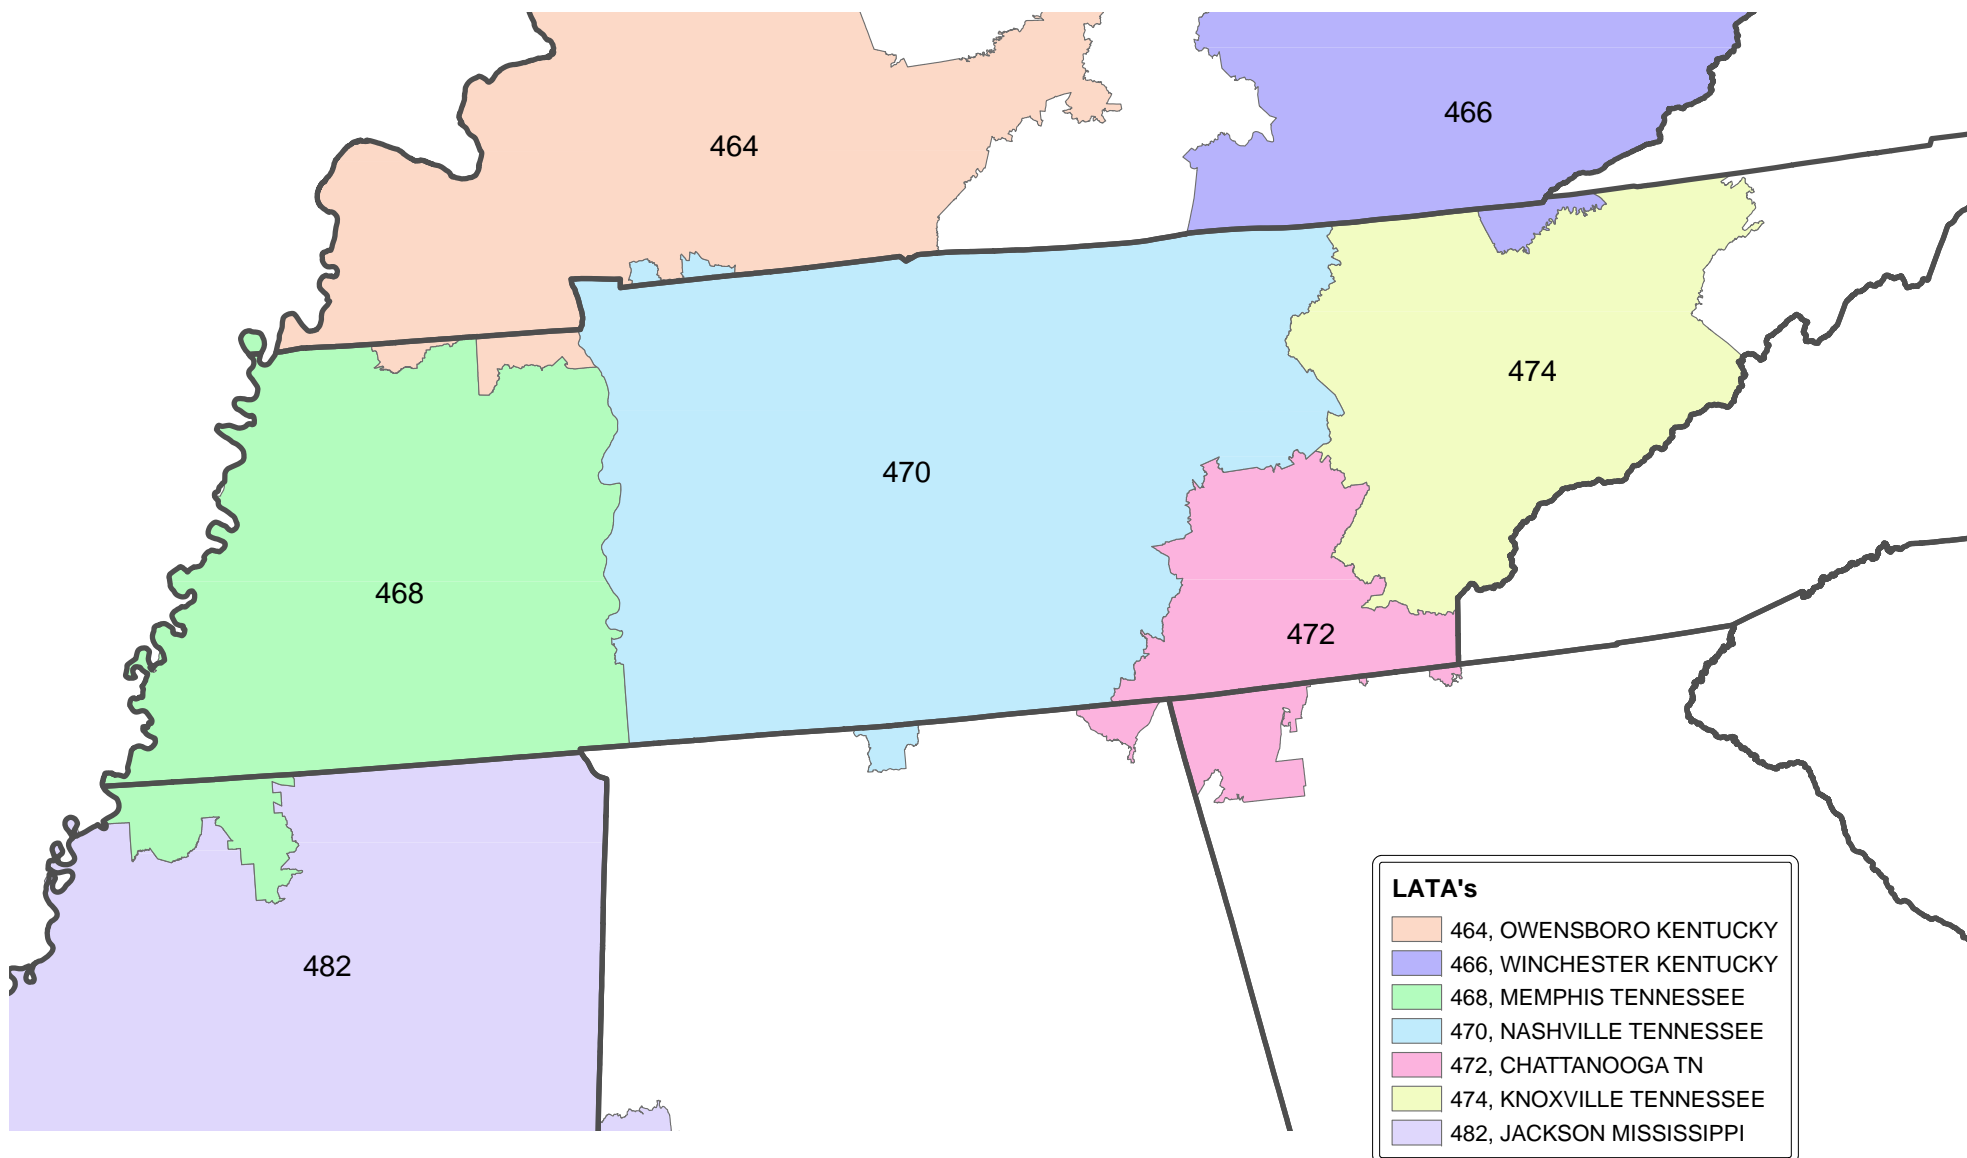 466
464
474
470
468
472
482
LATA's
464, OWENSBORO KENTUCKY
466, WINCHESTER KENTUCKY
468, MEMPHIS TENNESSEE
470, NASHVILLE TENNESSEE
472, CHATTANOOGA TN
474, KNOXVILLE TENNESSEE
482, JACKSON MISSISSIPPI